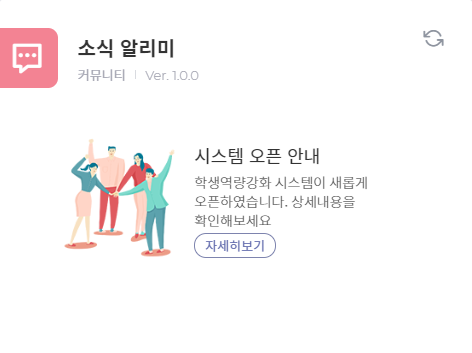 소식 알리미
커뮤니티 | Ver. 1.0.0
시스템 오픈 안내
학생역량강화 시스템이 새롭게
오픈하였습니다. 상세내용을
확인해보세요
자세히보기